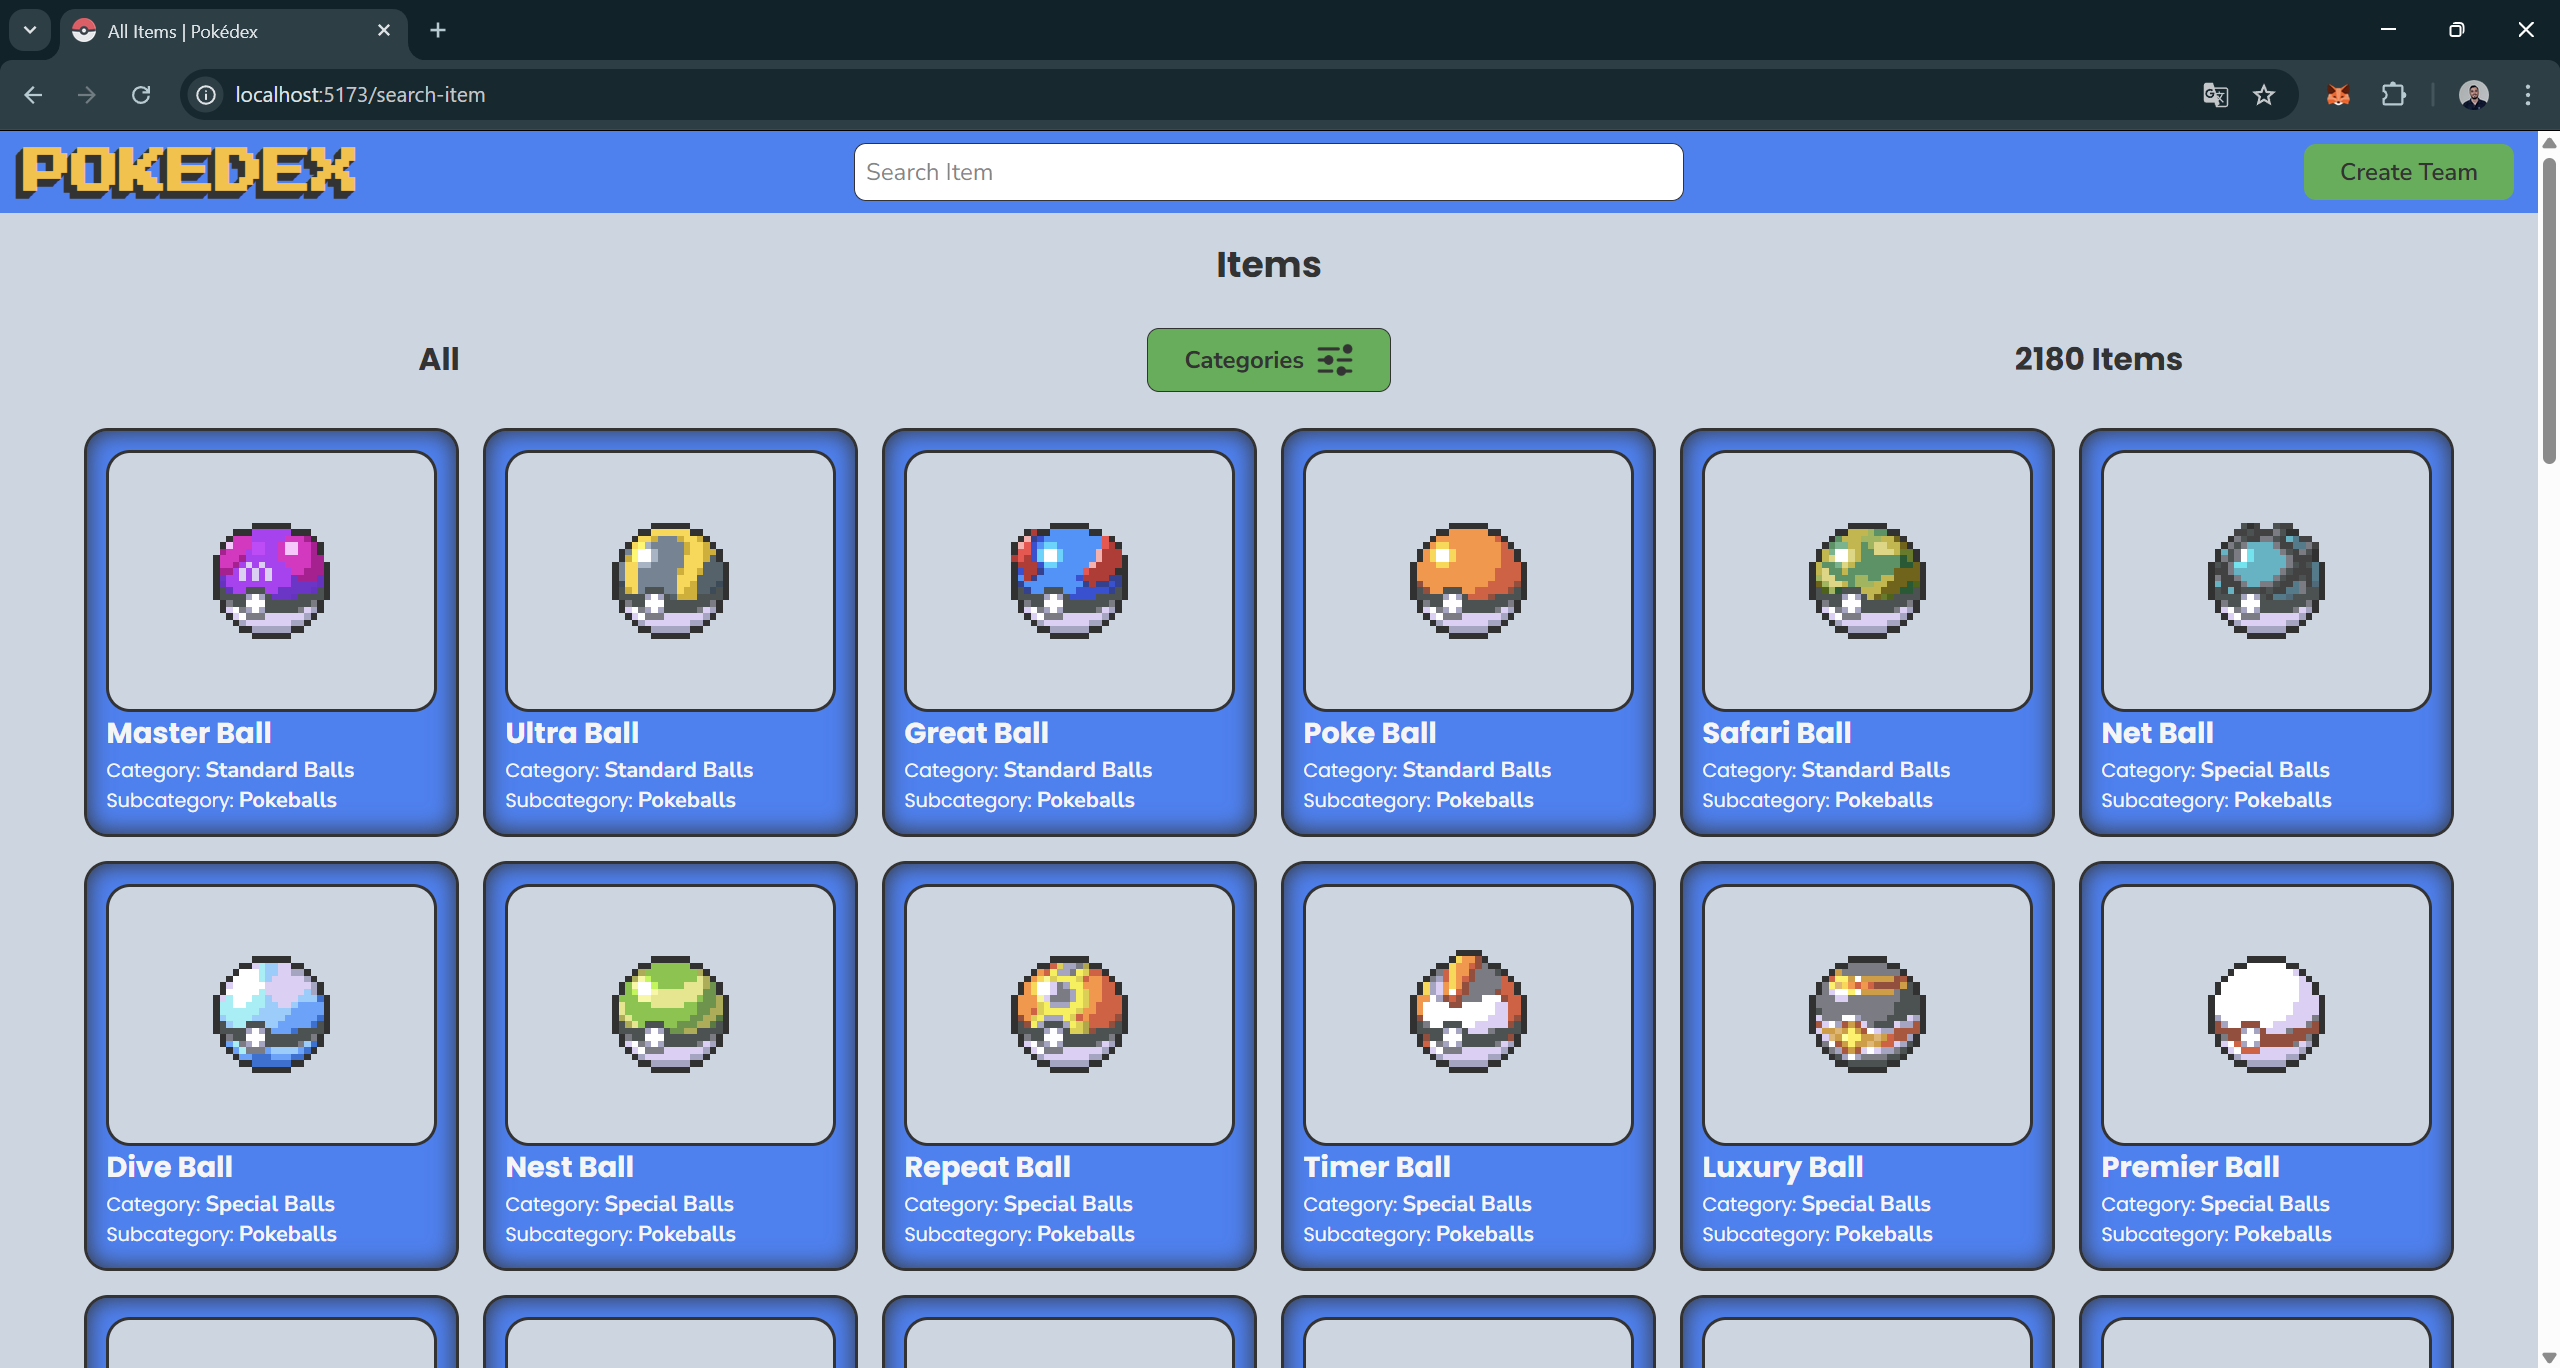 All Items | Pokédex
localhost:5173/search-item
POKEDEX
Search Item
Create Team
Items
All
Categories
2180 Items
Master Ball
Category: Standard Balls
Subcategory: Pokeballs
Ultra Ball
Category: Standard Balls
Subcategory: Pokeballs
Great Ball
Category: Standard Balls
Subcategory: Pokeballs
Poke Ball
Category: Standard Balls
Subcategory: Pokeballs
Safari Ball
Category: Standard Balls
Subcategory: Pokeballs
Net Ball
Category: Special Balls
Subcategory: Pokeballs
Dive Ball
Category: Special Balls
Subcategory: Pokeballs
Nest Ball
Category: Special Balls
Subcategory: Pokeballs
Repeat Ball
Category: Special Balls
Subcategory: Pokeballs
Timer Ball
Category: Special Balls
Subcategory: Pokeballs
Luxury Ball
Category: Special Balls
Subcategory: Pokeballs
Premier Ball
Category: Special Balls
Subcategory: Pokeballs